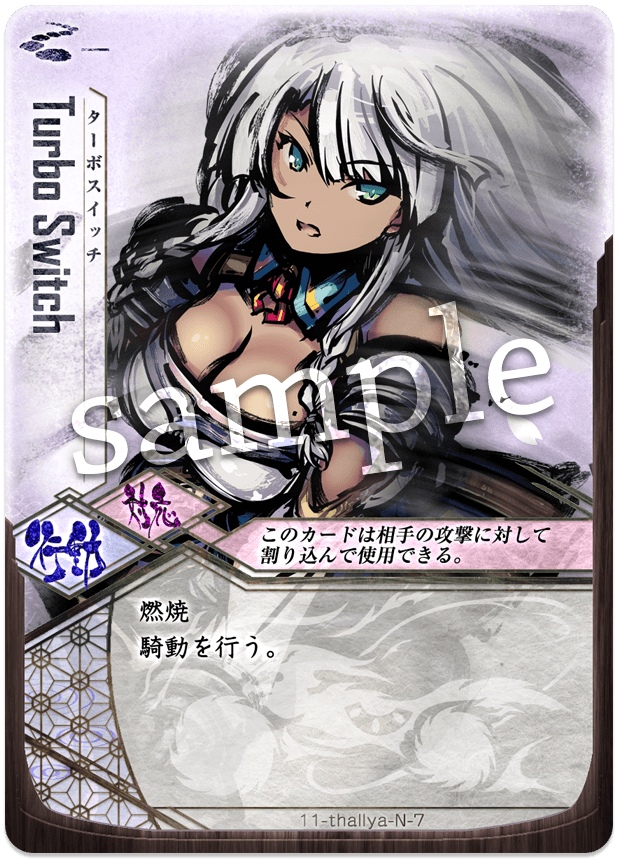 Turbo Switch
ターボスイッチ
sample
行動
対応
このカードは相手の攻撃に対して
割り込んで使用できる。
燃焼
騎動を行う。
11-thallya-N-7